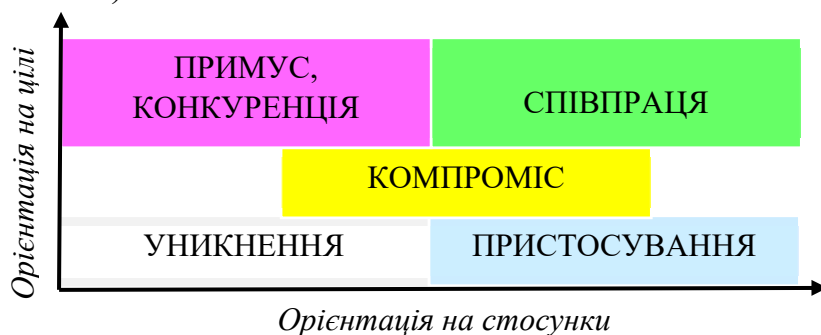 Орієнтація на цілі
ПРИМУС,
КОНКУРЕНЦІЯ
СПІВПРАЦЯ
КОМПРОМІС
УНИКНЕННЯ
ПРИСТОСУВАННЯ
Орієнтація на стосунки